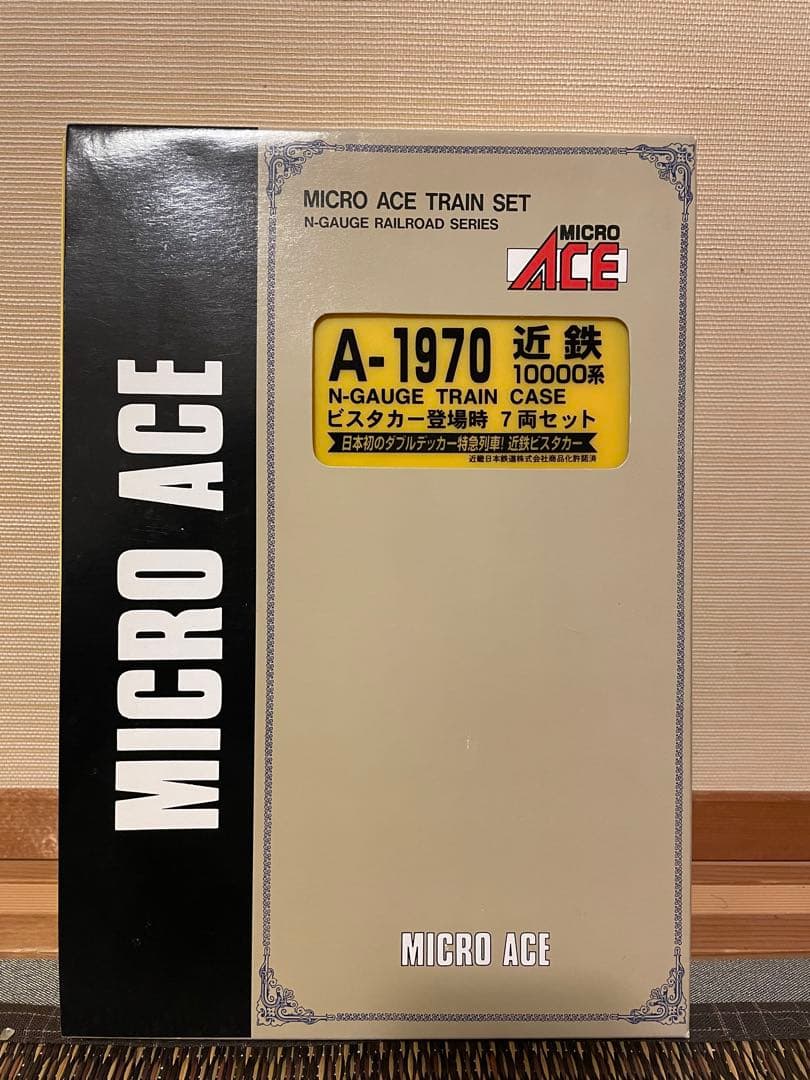 MICRO ACE
MICRO ACE TRAIN SET
N-GAUGE RAILROAD SERIES
MICRO
ACE
A-1970 近鉄
10000系
N-GAUGE TRAIN CASE
ビスタカー登場時 7両セット
日本初のダブルデッカー特急列車! 近鉄ビスタカー
近畿日本鉄道株式会社商品化許諾済
MICRO ACE